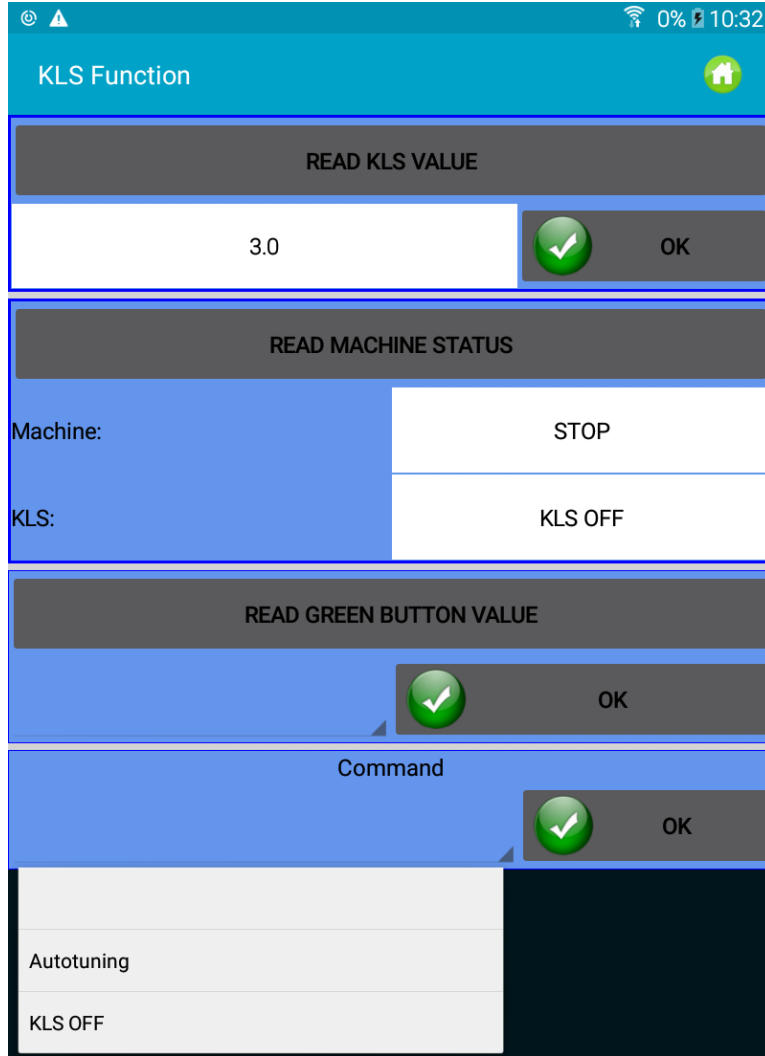 0% 10:32
KLS Function
READ KLS VALUE
3.0 OK
READ MACHINE STATUS
Machine: STOP
KLS: KLS OFF
READ GREEN BUTTON VALUE
OK
Command
OK
Autotuning
KLS OFF